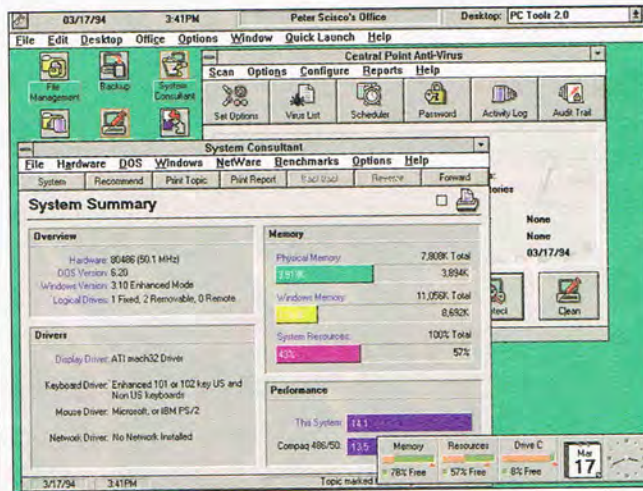 03/17/94 3:41PM Peter Scisco's Office Desktop: PC Tools 2.0
File Edit Desktop Office Options Window Quick Launch Help
File Management Backup System Consultant
Central Point Anti-Virus
Scan Options Configure Reports Help
Set Options Virus List Scheduler Password Activity Log Audit Trail
None
None
03/17/94
Clean
System Consultant
File Hardware DOS Windows NetWare Benchmarks Options Help
System Recommend Print Topic Print Report Reverse Forward
System Summary
Overview
Hardware: 80486 (50.1 MHz)
DOS Version: 6.20
Windows Version: 3.10 Enhanced Mode
Logical Drives: 1 Fixed, 2 Removable, 0 Remote
Drivers
Display Driver: ATI mach32 Driver
Keyboard Driver: Enhanced 101 or 102 key US and
Non US keyboards
Mouse Driver: Microsoft, or IBM PS/2
Network Driver: No Network Installed
Memory
Physical Memory: 7,808K Total
3,894K
Windows Memory: 11,056K Total
8,692K
System Resources: 100% Total
43% 57%
Performance
This System: 14.1
Compaq 486/50: 13.5
3/17/94 3:41PM Topic marked
Memory Resources Drive C
78% Free 57% Free 8% Free
Mar
17